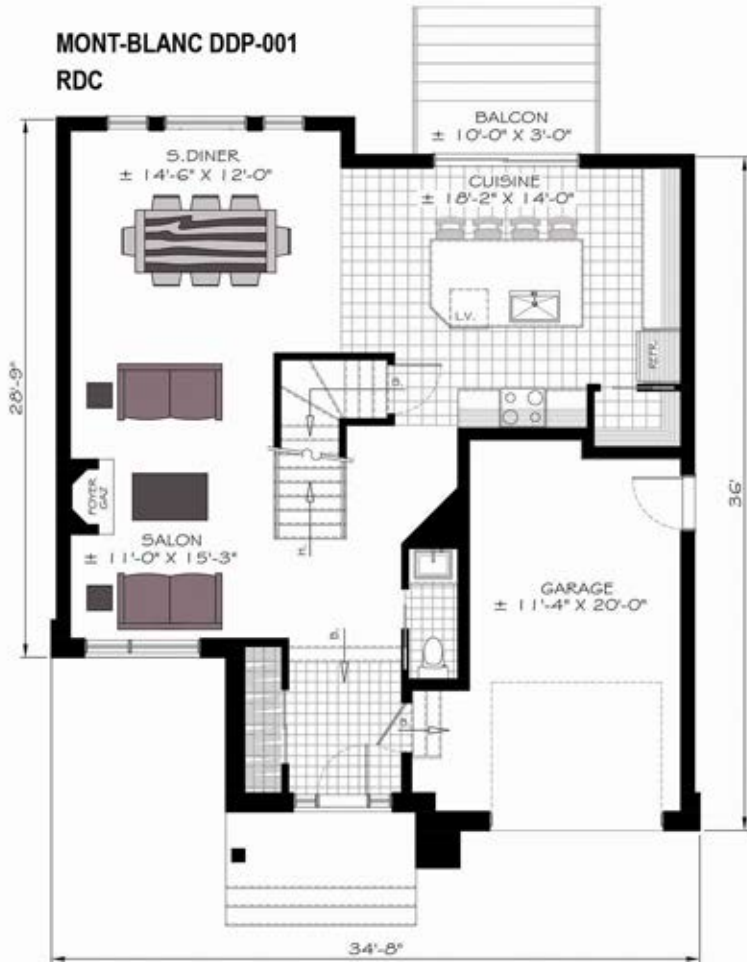 MONT-BLANC DDP-001
RDC
BALCON
± 10'-0" X 3'-0"
S.DINER
± 14'-6" X 12'-0"
CUISINE
± 18'-2" X 14'-0"
L.V.
REFR.
B.
28'-9"
36'
FOYER
GAZ
H.
SALON
± 11'-0" X 15'-3"
GARAGE
± 11'-4" X 20'-0"
B.
B.
34'-8"